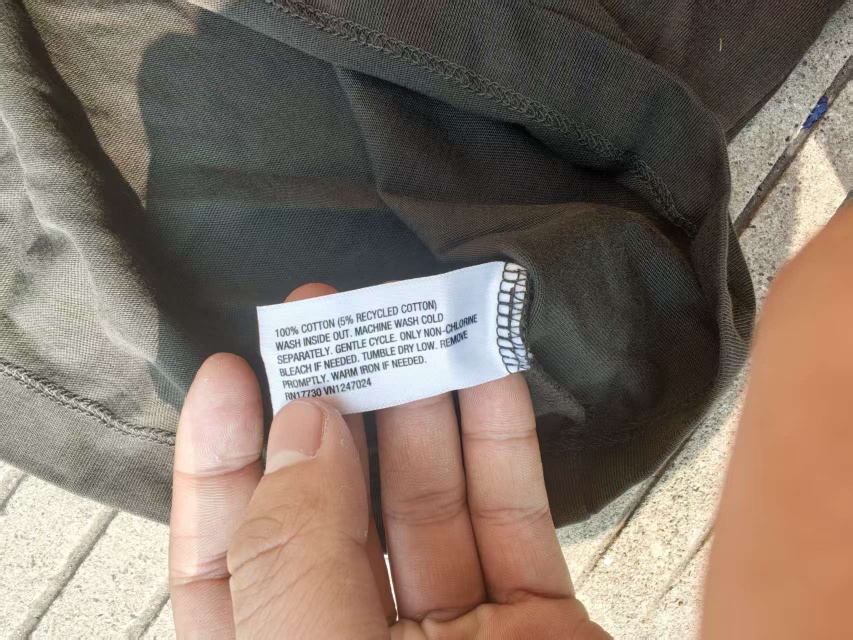 100% COTTON (5% RECYCLED COTTON)
WASH INSIDE OUT. MACHINE WASH COLD
SEPARATELY. GENTLE CYCLE. ONLY NON-CHLORINE
BLEACH IF NEEDED. TUMBLE DRY LOW. REMOVE
PROMPTLY. WARM IRON IF NEEDED.
RN17730 VN1247024